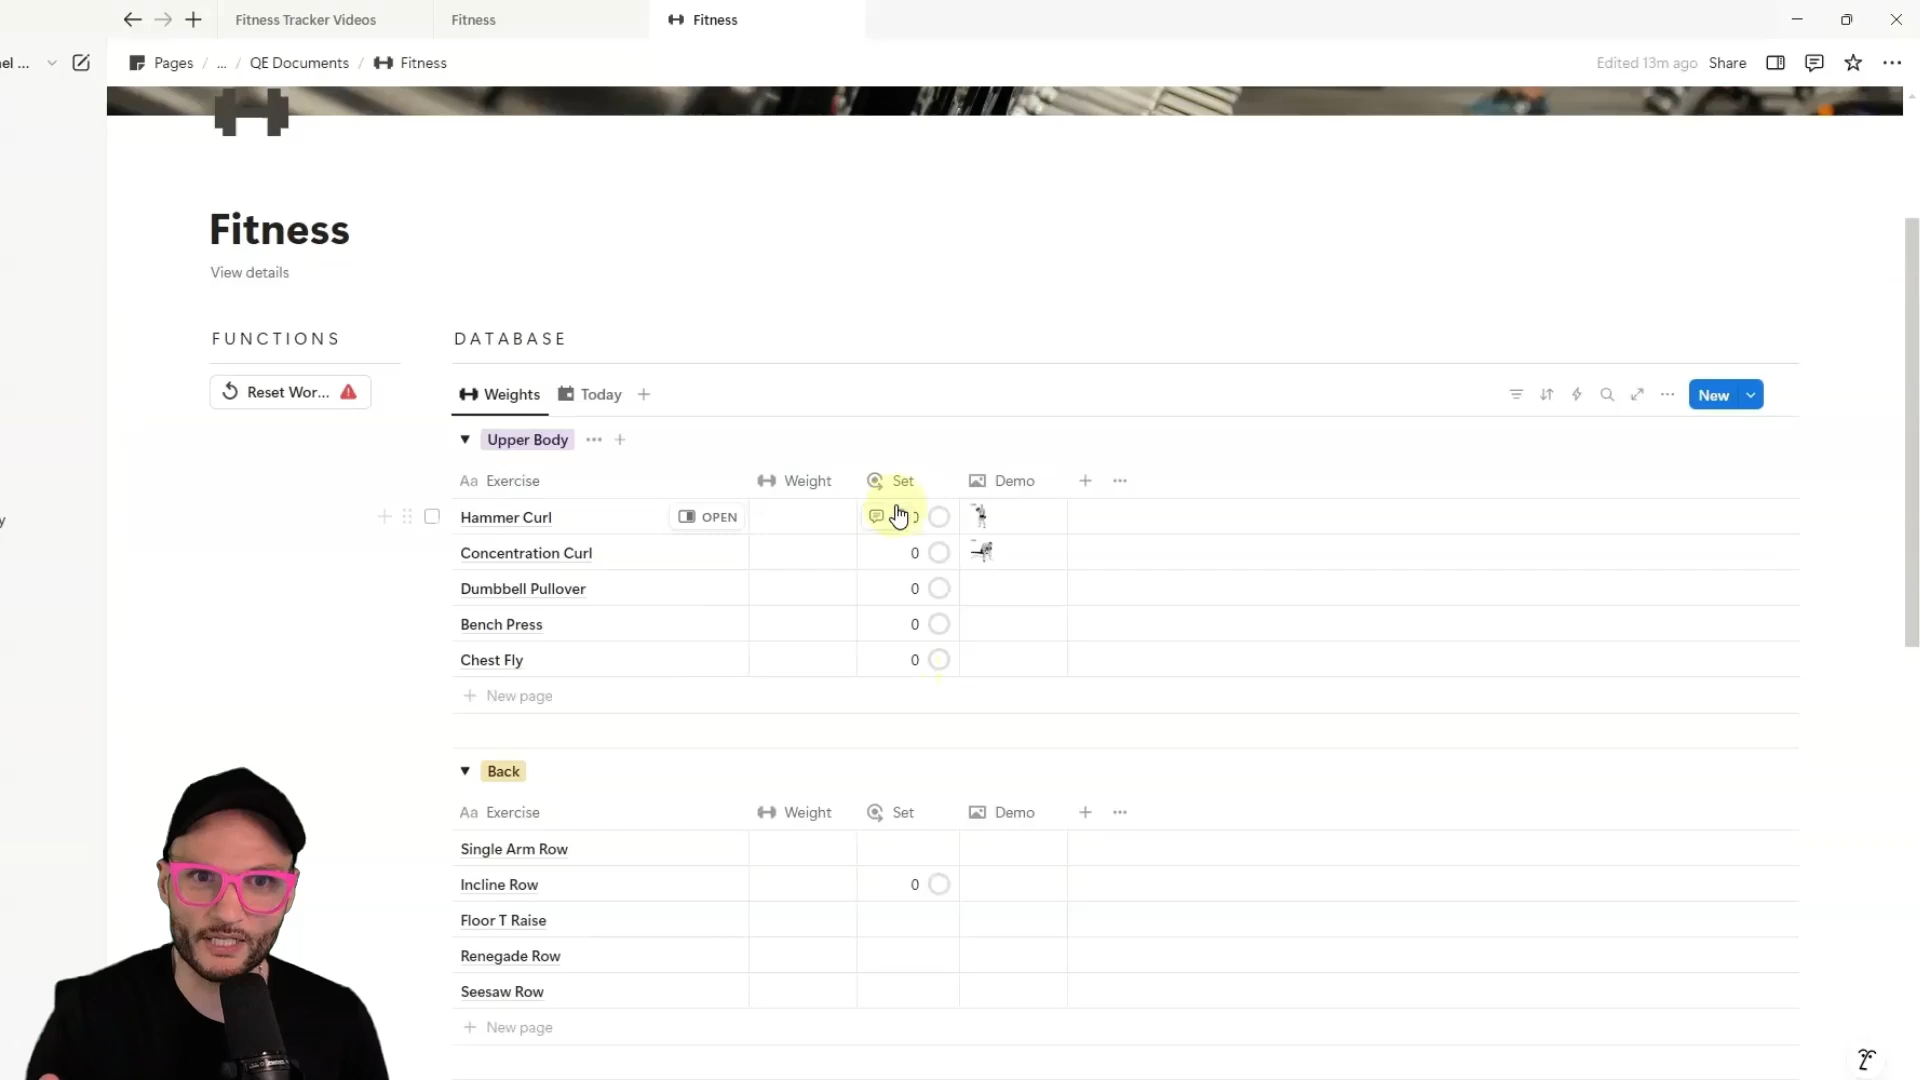 Fitness Tracker Videos Fitness Fitness
el ... Pages / ... / QE Documents / Fitness Edited 13m ago Share
Fitness
View details
FUNCTIONS DATABASE
Reset Wor... Weights Today New
Upper Body
Aa Exercise Weight Set Demo
Hammer Curl OPEN
Concentration Curl 0
Dumbbell Pullover 0
Bench Press 0
Chest Fly 0
New page
Back
Aa Exercise Weight Set Demo
Single Arm Row
Incline Row 0
Floor T Raise
Renegade Row
Seesaw Row
New page